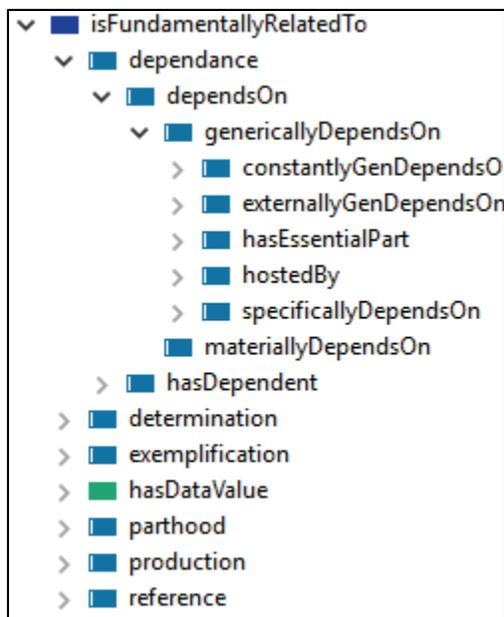 isFundamentallyRelatedTo
dependance
dependsOn
genericallyDependsOn
constantlyGenDependsO
externallyGenDependsOn
hasEssentialPart
hostedBy
specificallyDependsOn
materiallyDependsOn
hasDependent
determination
exemplification
hasDataValue
parthood
production
reference